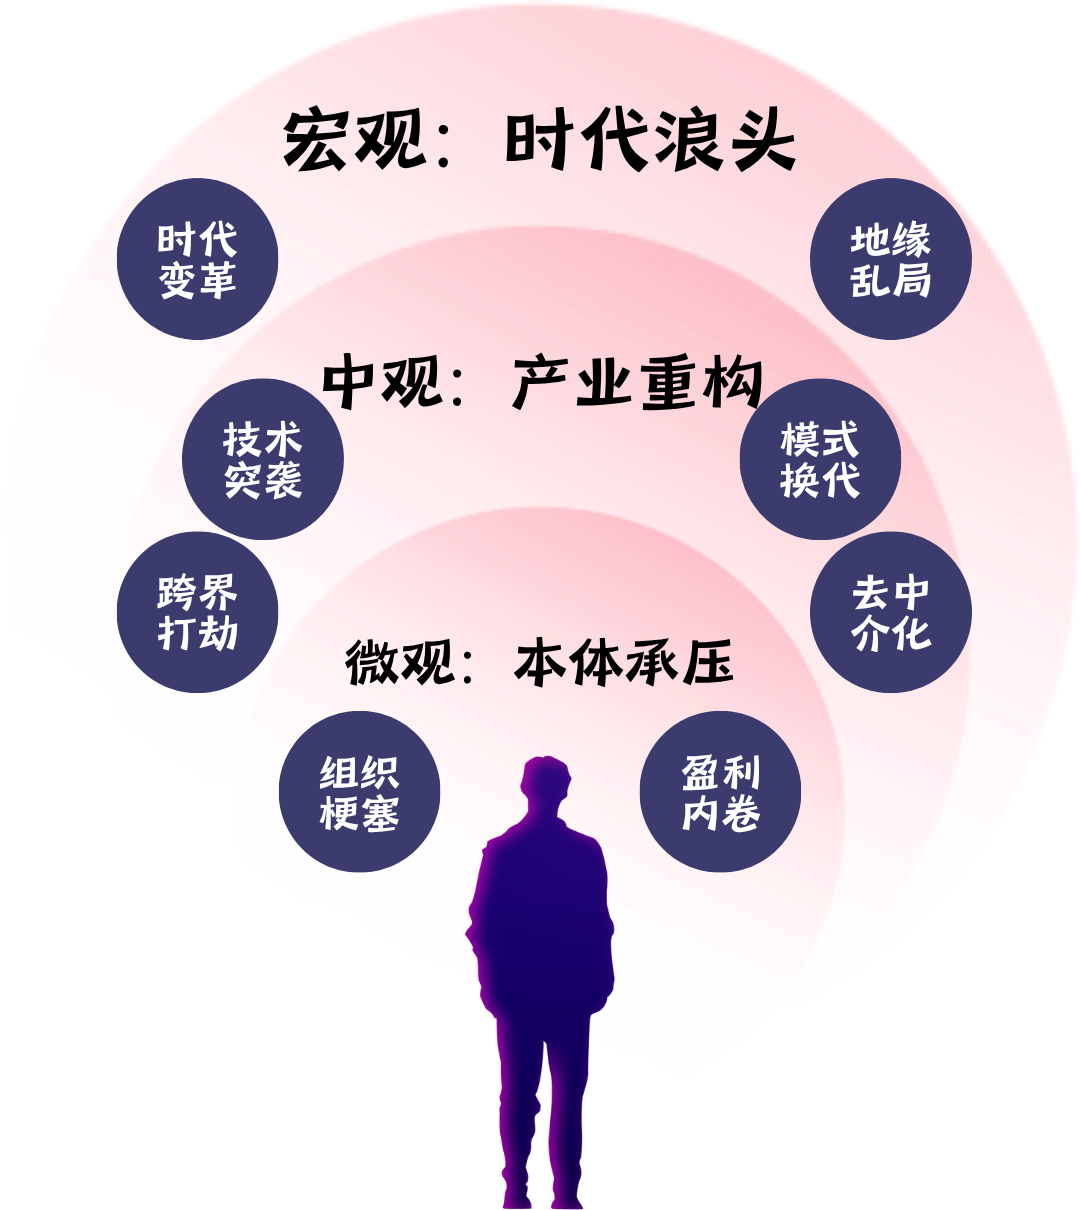 宏观：时代浪头
时代
变革
地缘
乱局
中观：产业重构
技术
突袭
模式
换代
跨界
打劫
去中
介化
微观：本体承压
组织
梗塞
盈利
内卷